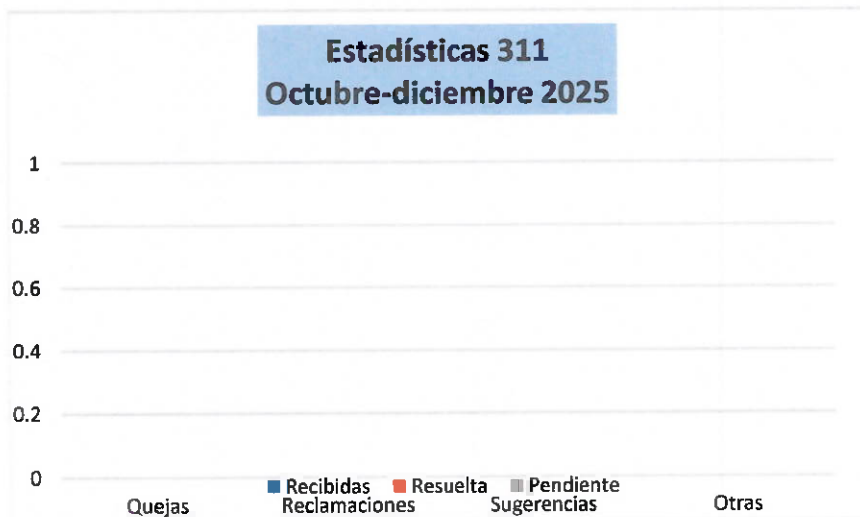 Estadísticas 311
Octubre-diciembre 2025
1
0.8
0.6
0.4
0.2
0
Recibidas Resuelta Pendiente
Quejas Reclamaciones Sugerencias Otras